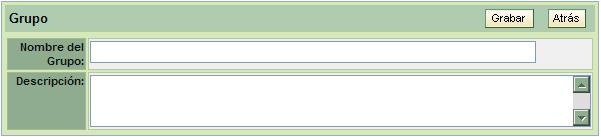 Grupo Grabar Atrás
Nombre del
Grupo:
Descripción: